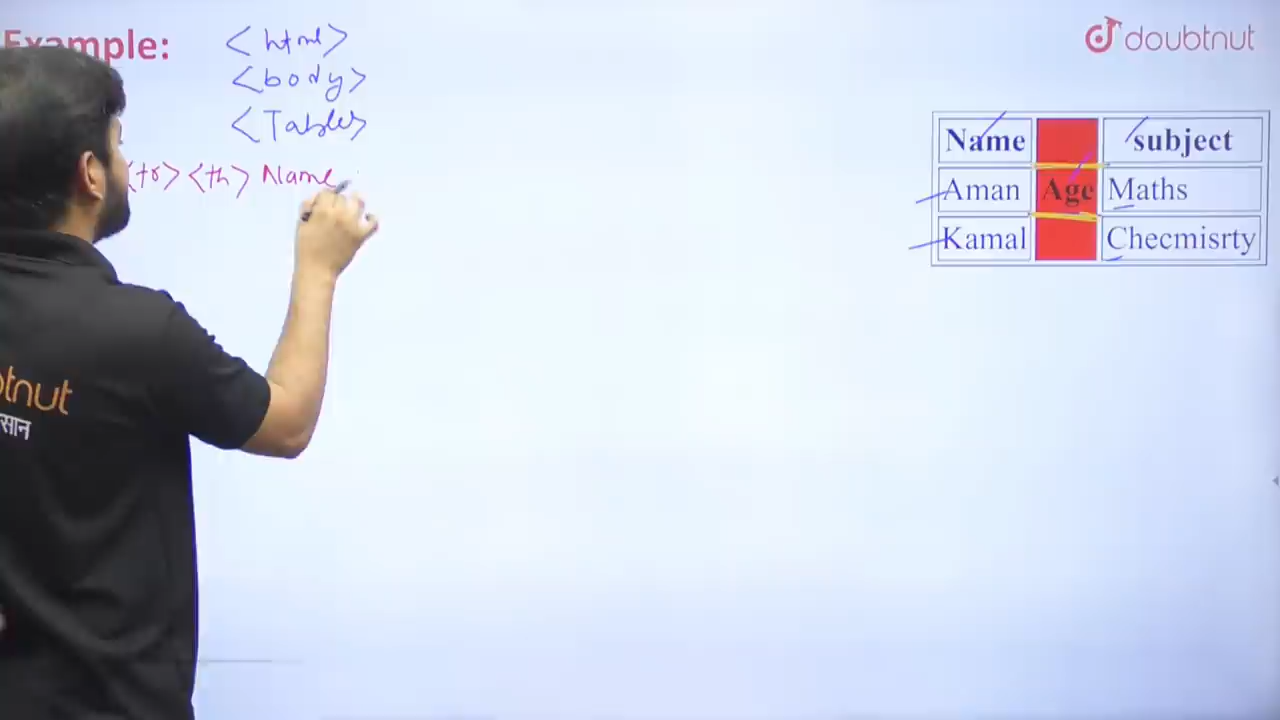 Example:
<html>
<body>
<Table>
<tr> <th> Name
doubtnut
Name subject
Aman Age Maths
Kamal Checmisrty
tnut